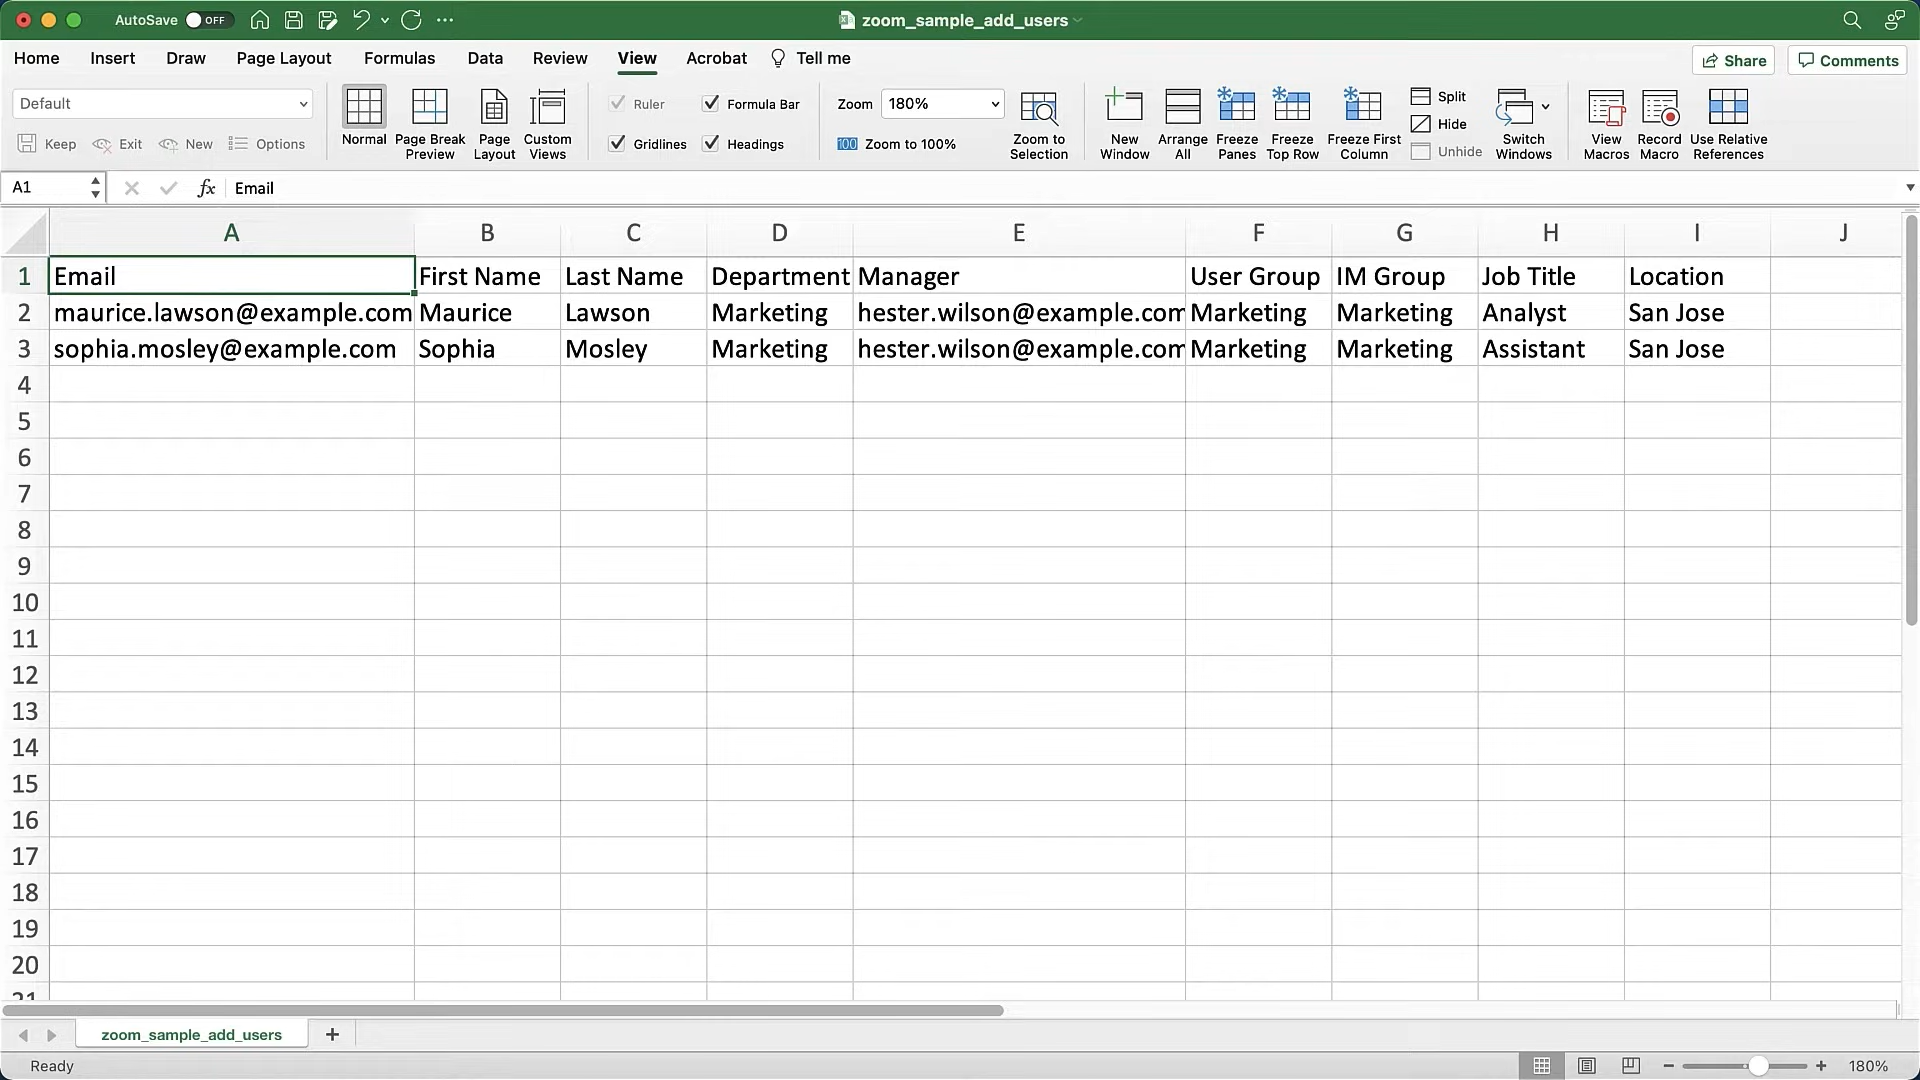 AutoSave OFF zoom_sample_add_users
Home Insert Draw Page Layout Formulas Data Review View Acrobat Tell me Share Comments
Default Ruler Formula Bar Zoom 180% Split
Keep Exit New Options Normal Page Break Preview Page Layout Custom Views Gridlines Headings 100 Zoom to 100% Zoom to Selection New Window Arrange All Freeze Panes Freeze Top Row Freeze First Column Hide Unhide Switch Windows View Macros Record Macro Use Relative References
A1 fx Email
A B C D E F G H I J
1 Email First Name Last Name Department Manager User Group IM Group Job Title Location
2 maurice.lawson@example.com Maurice Lawson Marketing hester.wilson@example.com Marketing Marketing Analyst San Jose
3 sophia.mosley@example.com Sophia Mosley Marketing hester.wilson@example.com Marketing Marketing Assistant San Jose
4
5
6
7
8
9
10
11
12
13
14
15
16
17
18
19
20
21
zoom_sample_add_users +
Ready 180%